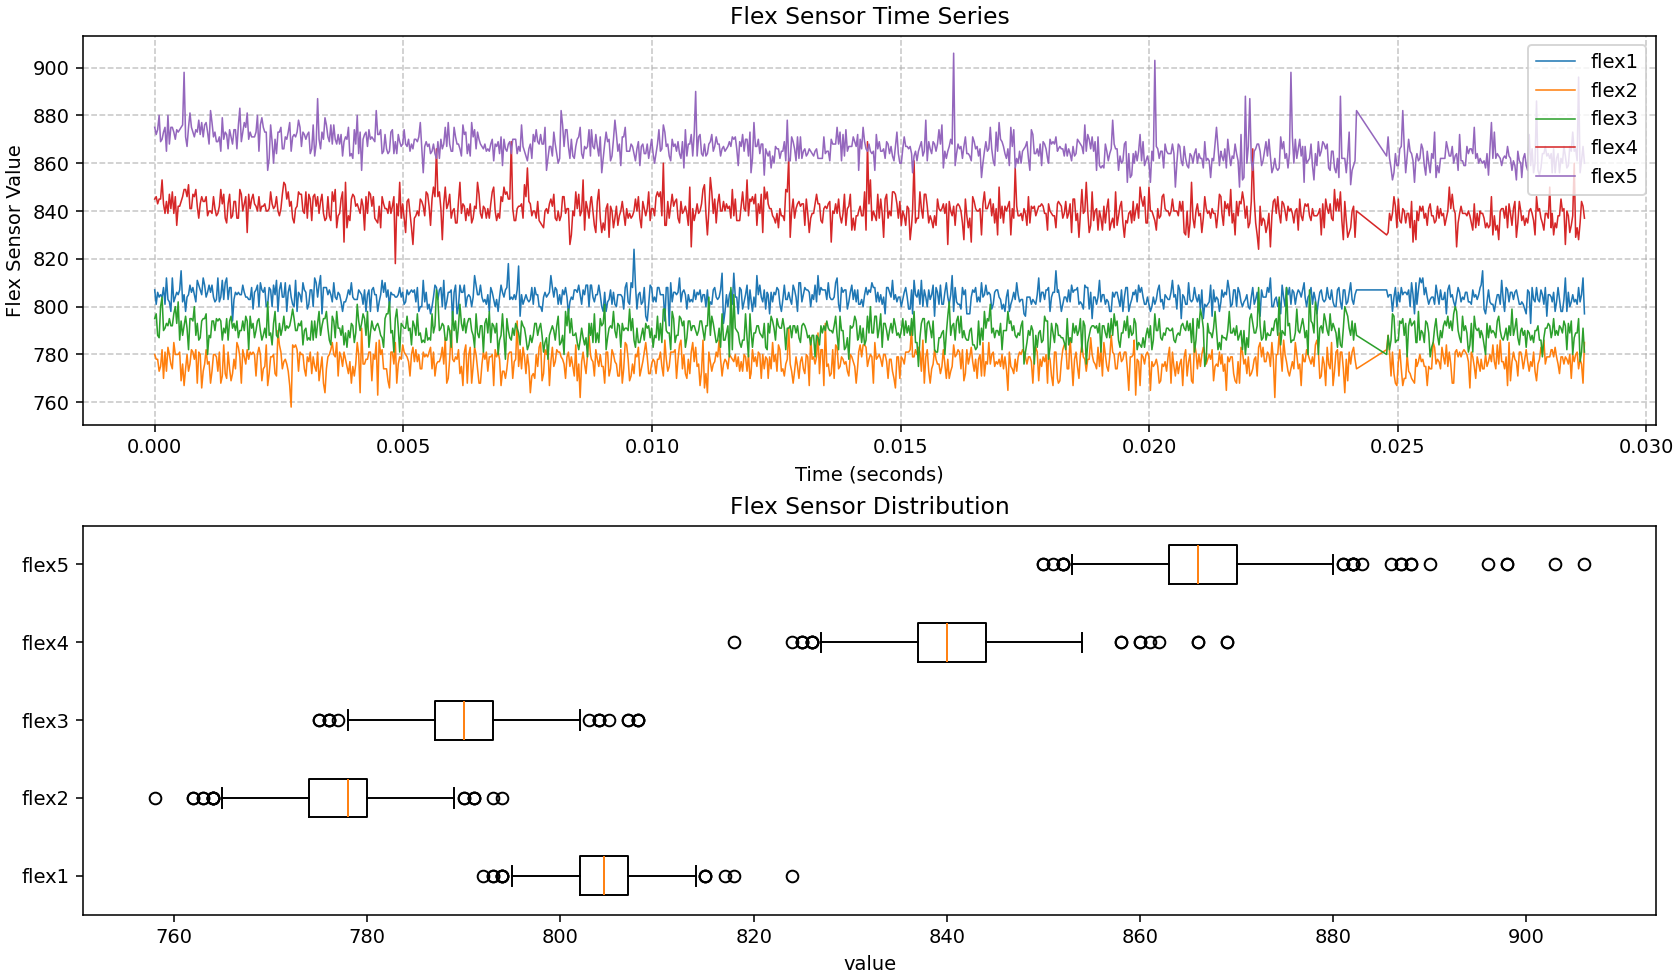 Flex Sensor Time Series
Flex Sensor Value
900
880
860
840
820
800
780
760
flex1
flex2
flex3
flex4
flex5
0.000 0.005 0.010 0.015 0.020 0.025 0.030
Time (seconds)
Flex Sensor Distribution
flex5
flex4
flex3
flex2
flex1
760 780 800 820 840 860 880 900
value